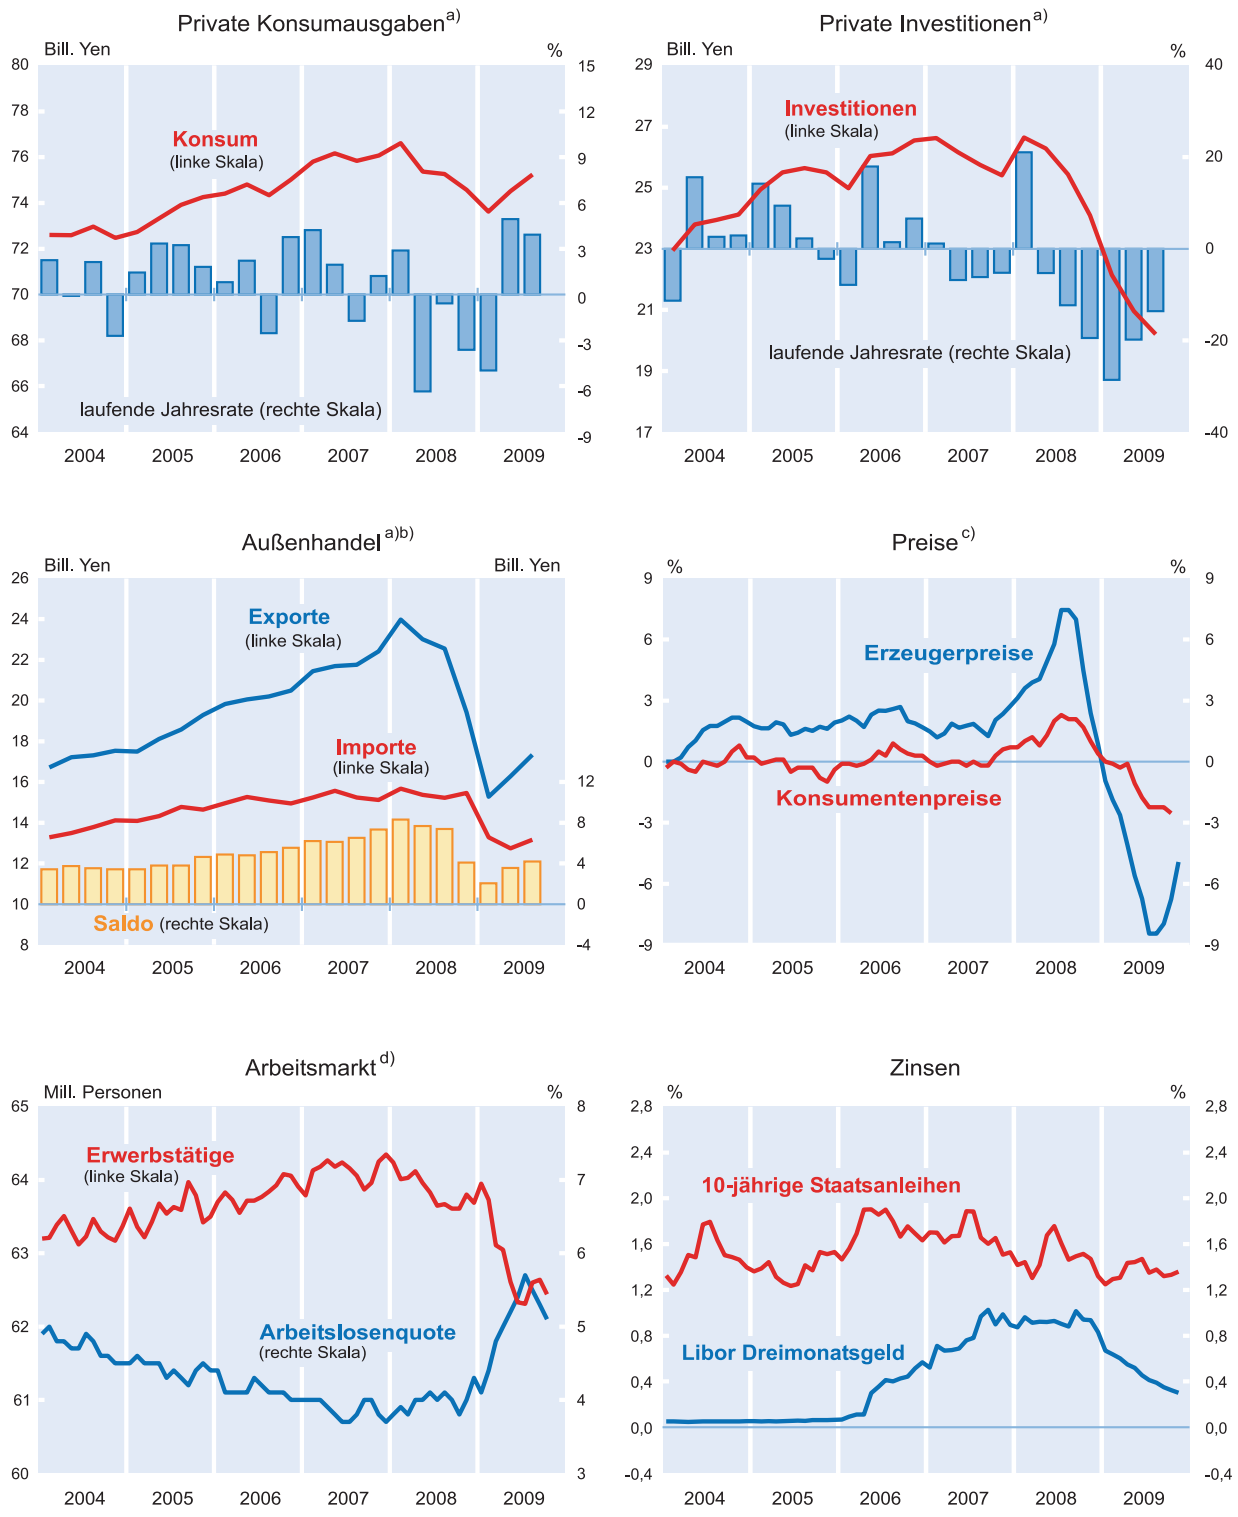 Private Konsumausgaben a)
Bill. Yen %
80 15
78 12
76 9
74 6
72 3
70 0
68 -3
66 -6
64 -9
Konsum
(linke Skala)
laufende Jahresrate (rechte Skala)
2004 2005 2006 2007 2008 2009
Private Investitionen a)
Bill. Yen %
29 40
27 20
25
23 0
21
19 -20
17 -40
Investitionen
(linke Skala)
laufende Jahresrate (rechte Skala)
2004 2005 2006 2007 2008 2009
Außenhandel a)b)
Bill. Yen Bill. Yen
26
24
22
20
18
16 12
14 8
12 4
10 0
8 -4
Exporte
(linke Skala)
Importe
(linke Skala)
Saldo (rechte Skala)
2004 2005 2006 2007 2008 2009
Preise c)
% %
9 9
6 6
3 3
0 0
-3 -3
-6 -6
-9 -9
Erzeugerpreise
Konsumentenpreise
2004 2005 2006 2007 2008 2009
Arbeitsmarkt d)
Mill. Personen %
65 8
64 7
63 6
62 5
61 4
60 3
Erwerbstätige
(linke Skala)
Arbeitslosenquote
(rechte Skala)
2004 2005 2006 2007 2008 2009
Zinsen
% %
2,8 2,8
2,4 2,4
2,0 2,0
1,6 1,6
1,2 1,2
0,8 0,8
0,4 0,4
0,0 0,0
-0,4 -0,4
10-jährige Staatsanleihen
Libor Dreimonatsgeld
2004 2005 2006 2007 2008 2009